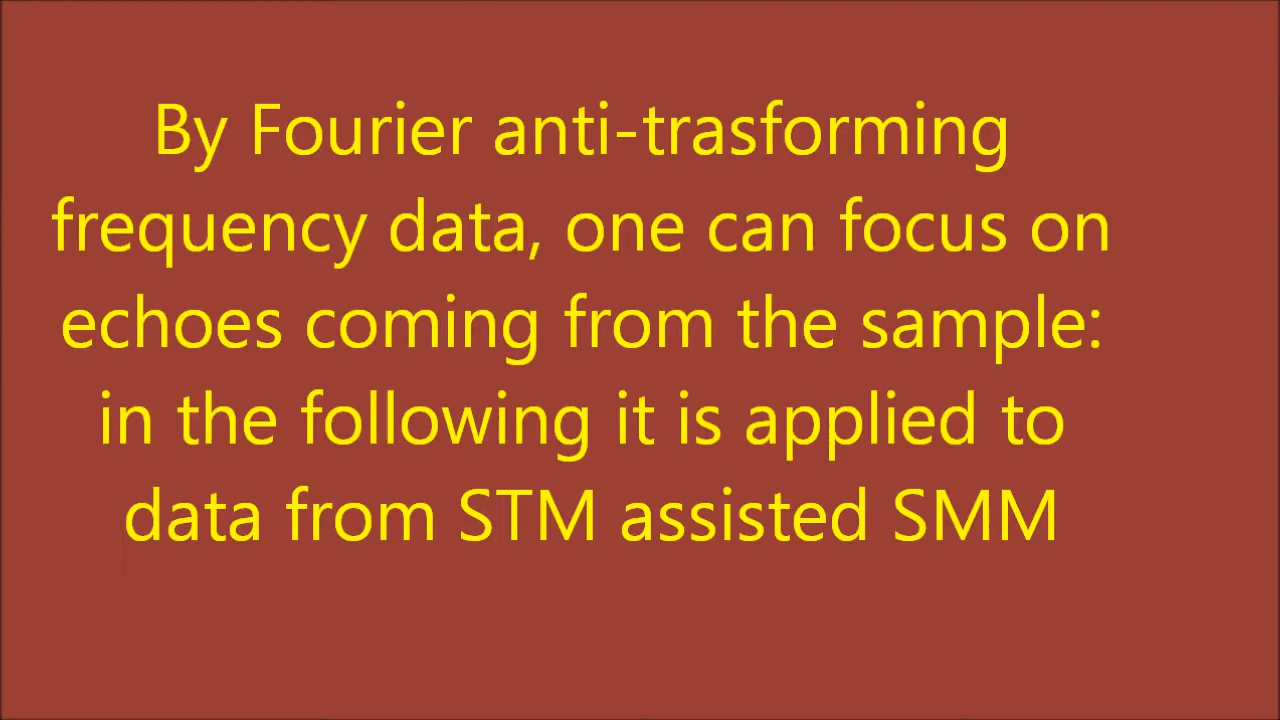 By Fourier anti-trasforming
frequency data, one can focus on
echoes coming from the sample:
in the following it is applied to
data from STM assisted SMM